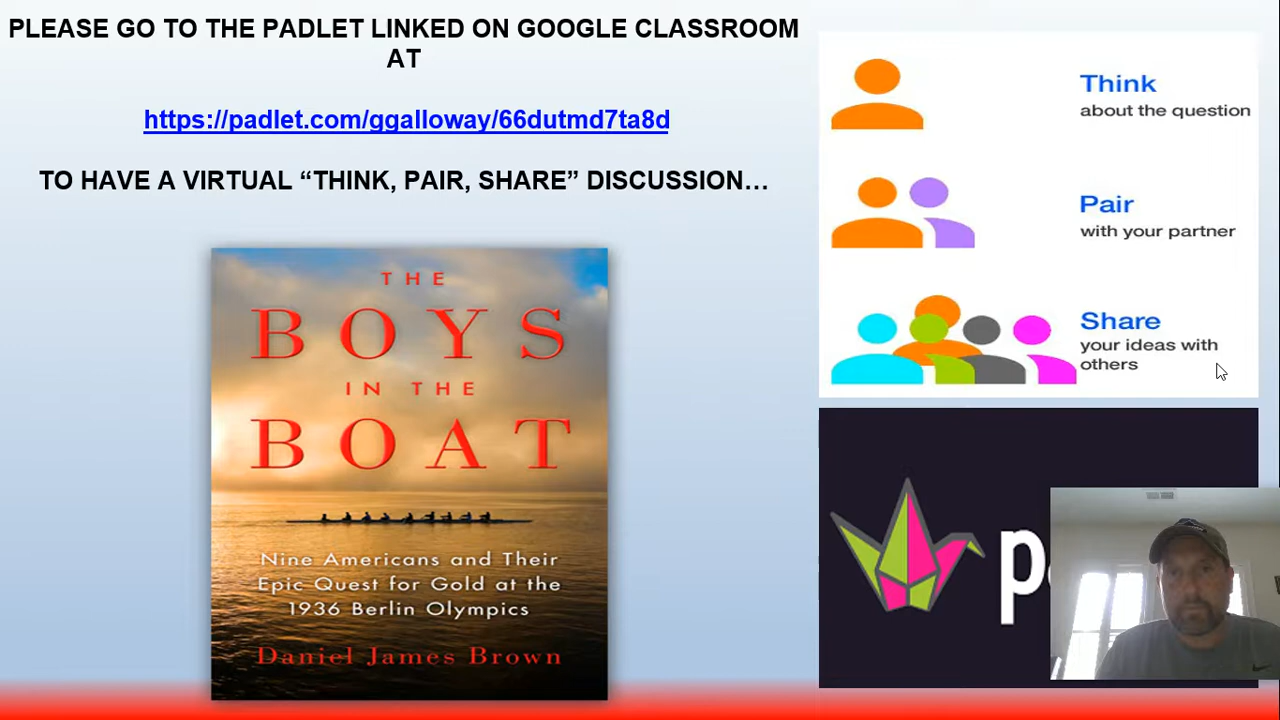 PLEASE GO TO THE PADLET LINKED ON GOOGLE CLASSROOM
AT
https://padlet.com/ggalloway/66dutmd7ta8d
TO HAVE A VIRTUAL “THINK, PAIR, SHARE” DISCUSSION…
THE
BOYS
IN THE
BOAT
Nine Americans and Their
Epic Quest for Gold at the
1936 Berlin Olympics
Daniel James Brown
Think
about the question
Pair
with your partner
Share
your ideas with
others